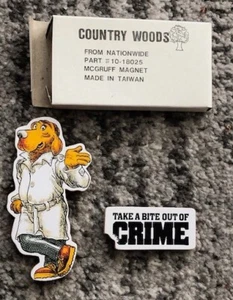 COUNTRY WOODS
FROM NATIONWIDE
PART #10-18025
MCGRUFF MAGNET
MADE IN TAIWAN
TAKE A BITE OUT OF
CRIME